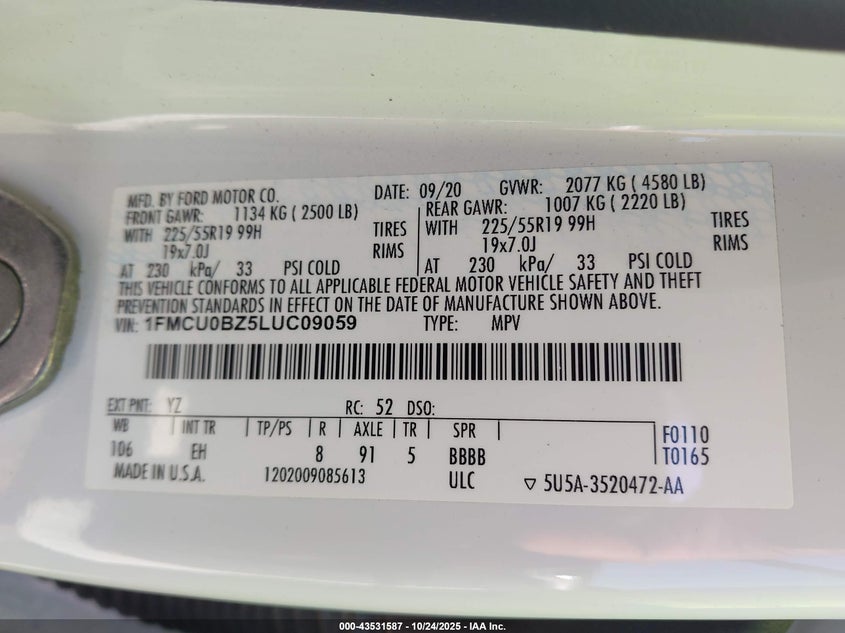 MFD. BY FORD MOTOR CO. DATE: 09/20 GVWR: 2077 KG ( 4580 LB)
FRONT GAWR: 1134 KG ( 2500 LB) REAR GAWR: 1007 KG ( 2220 LB)
WITH 225/55R19 99H TIRES WITH 225/55R19 99H TIRES
19x7.0J RIMS 19x7.0J RIMS
AT 230 kPa/ 33 PSI COLD AT 230 kPa/ 33 PSI COLD
THIS VEHICLE CONFORMS TO ALL APPLICABLE FEDERAL MOTOR VEHICLE SAFETY AND THEFT
PREVENTION STANDARDS IN EFFECT ON THE DATE OF MANUFACTURE SHOWN ABOVE.
VIN: 1FMCU0BZ5LUC09059 TYPE: MPV
EXT PNT: YZ RC: 52 DSO:
WB | INT TR | TP/PS | R | AXLE | TR | SPR F0110
106 EH 8 91 5 BBBB T0165
MADE IN U.S.A. 1202009085613 ULC ▽ 5U5A-3520472-AA
000-43531587 - 10/24/2025 - IAA Inc.